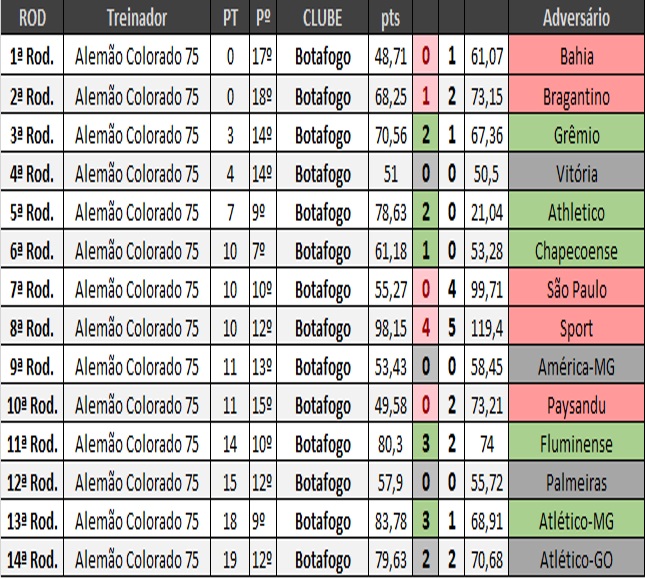 ROD Treinador PT Pº CLUBE pts Adversário
1ª Rod. Alemão Colorado 75 0 17º Botafogo 48,71 0 1 61,07 Bahia
2ª Rod. Alemão Colorado 75 0 18º Botafogo 68,25 1 2 73,15 Bragantino
3ª Rod. Alemão Colorado 75 3 14º Botafogo 70,56 2 1 67,36 Grêmio
4ª Rod. Alemão Colorado 75 4 14º Botafogo 51 0 0 50,5 Vitória
5ª Rod. Alemão Colorado 75 7 9º Botafogo 78,63 2 0 21,04 Athletico
6ª Rod. Alemão Colorado 75 10 7º Botafogo 61,18 1 0 53,28 Chapecoense
7ª Rod. Alemão Colorado 75 10 10º Botafogo 55,27 0 4 99,71 São Paulo
8ª Rod. Alemão Colorado 75 10 12º Botafogo 98,15 4 5 119,4 Sport
9ª Rod. Alemão Colorado 75 11 13º Botafogo 53,43 0 0 58,45 América-MG
10ª Rod. Alemão Colorado 75 11 15º Botafogo 49,58 0 2 73,21 Paysandu
11ª Rod. Alemão Colorado 75 14 10º Botafogo 80,3 3 2 74 Fluminense
12ª Rod. Alemão Colorado 75 15 12º Botafogo 57,9 0 0 55,72 Palmeiras
13ª Rod. Alemão Colorado 75 18 9º Botafogo 83,78 3 1 68,91 Atlético-MG
14ª Rod. Alemão Colorado 75 19 12º Botafogo 79,63 2 2 70,68 Atlético-GO